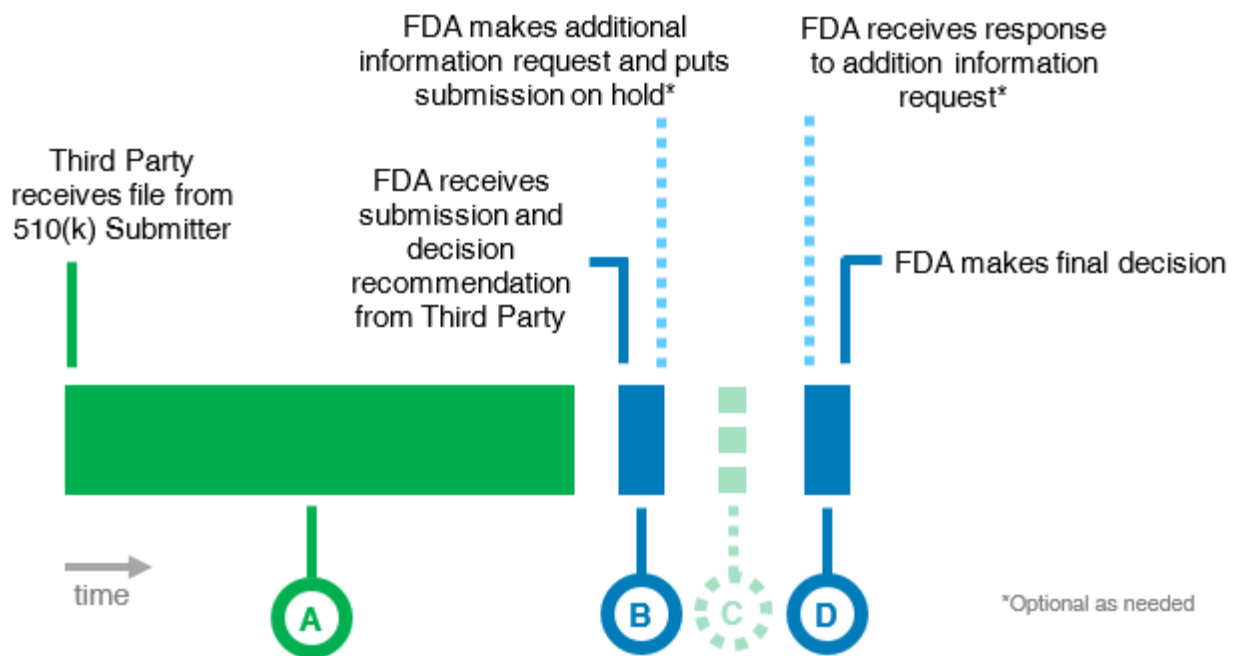 FDA makes additional
information request and puts
submission on hold*
FDA receives response
to addition information
request*
Third Party
receives file from
510(k) Submitter
FDA receives
submission and
decision
recommendation
from Third Party
FDA makes final decision
time
A
B
C
D
*Optional as needed